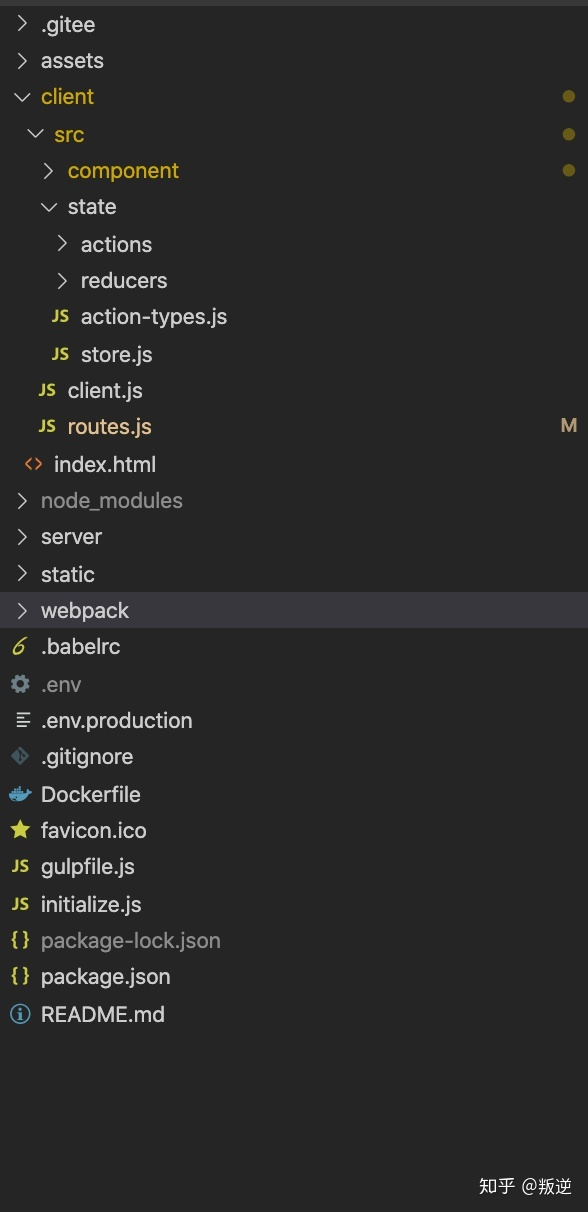 .gitee
assets
client
src
component
state
actions
reducers
JS action-types.js
JS store.js
JS client.js
JS routes.js M
<> index.html
node_modules
server
static
webpack
.babelrc
.env
.env.production
.gitignore
Dockerfile
favicon.ico
JS gulpfile.js
JS initialize.js
{} package-lock.json
{} package.json
README.md
知乎 @叛逆